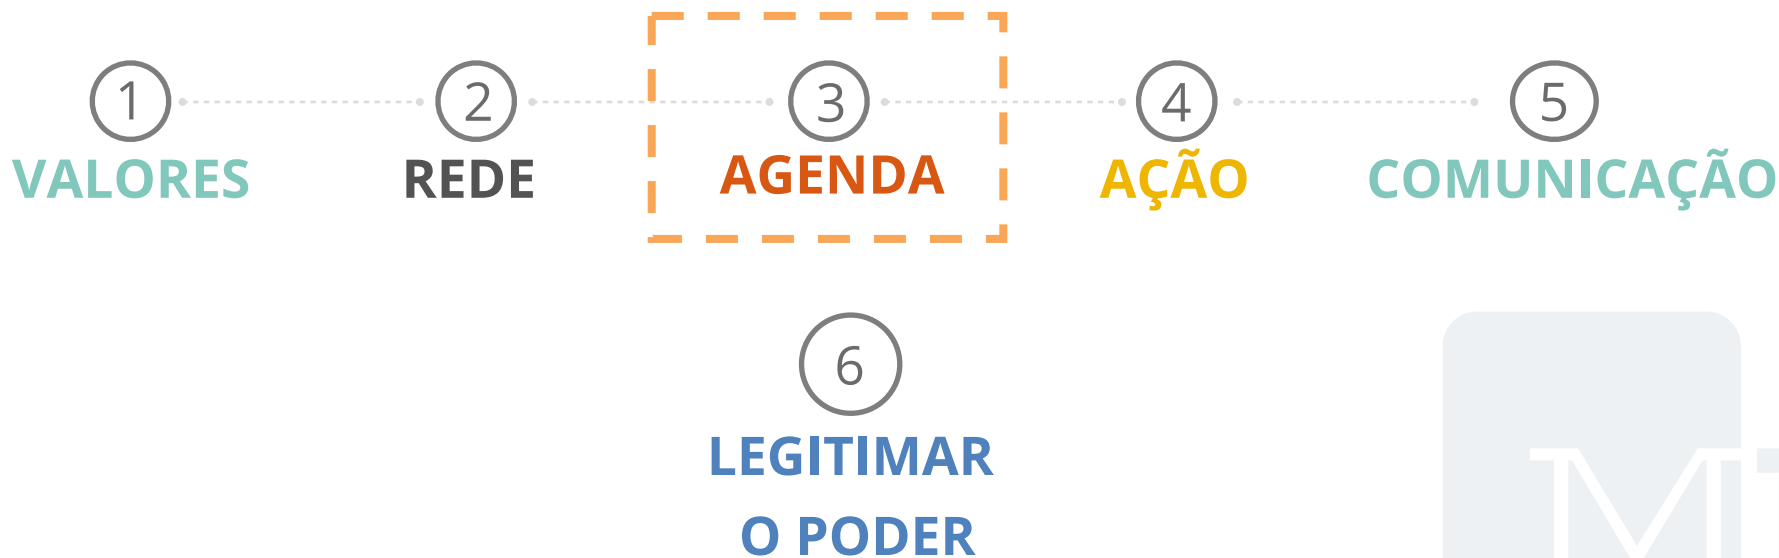 1 2 3 4 5
VALORES REDE AGENDA AÇÃO COMUNICAÇÃO
6
LEGITIMAR
O PODER
M